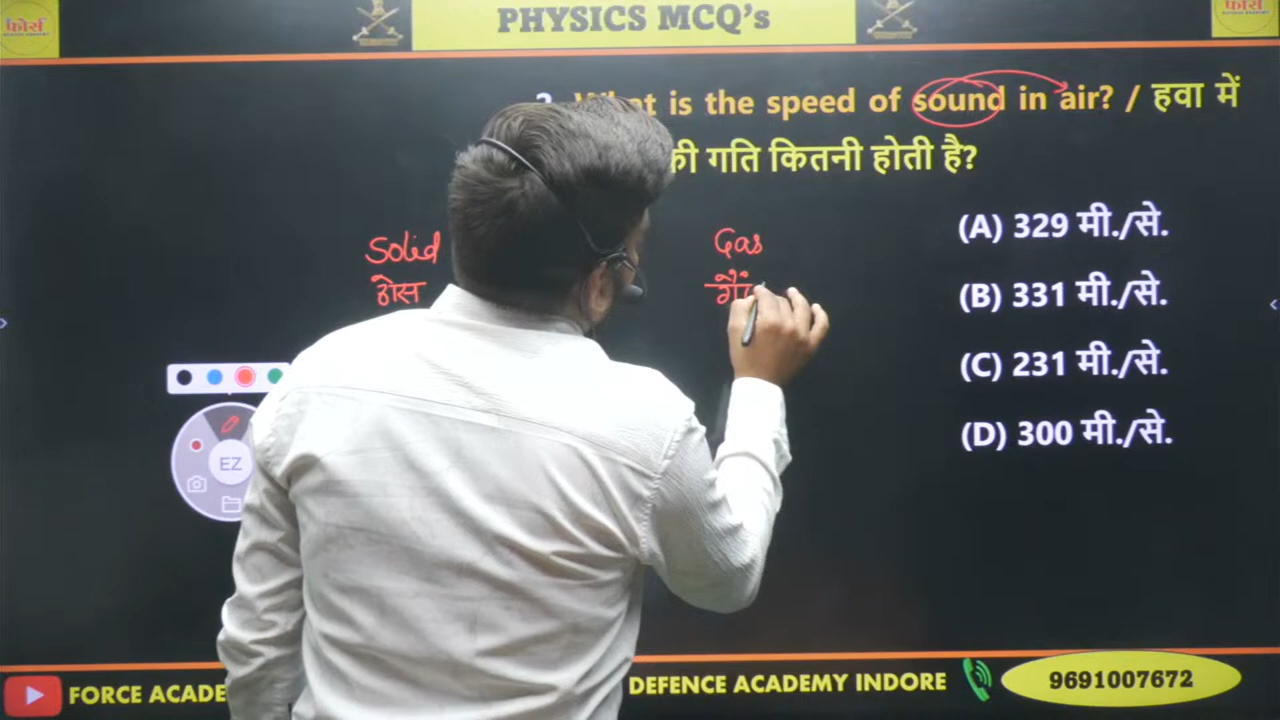 फोर्स
PHYSICS MCQ’s
फोर्स
What is the speed of sound in air? / हवा में
की गति कितनी होती है?
Solid
ठोस
Gas
(A) 329 मी./से.
(B) 331 मी./से.
(C) 231 मी./से.
(D) 300 मी./से.
EZ
FORCE ACADE
DEFENCE ACADEMY INDORE
9691007672